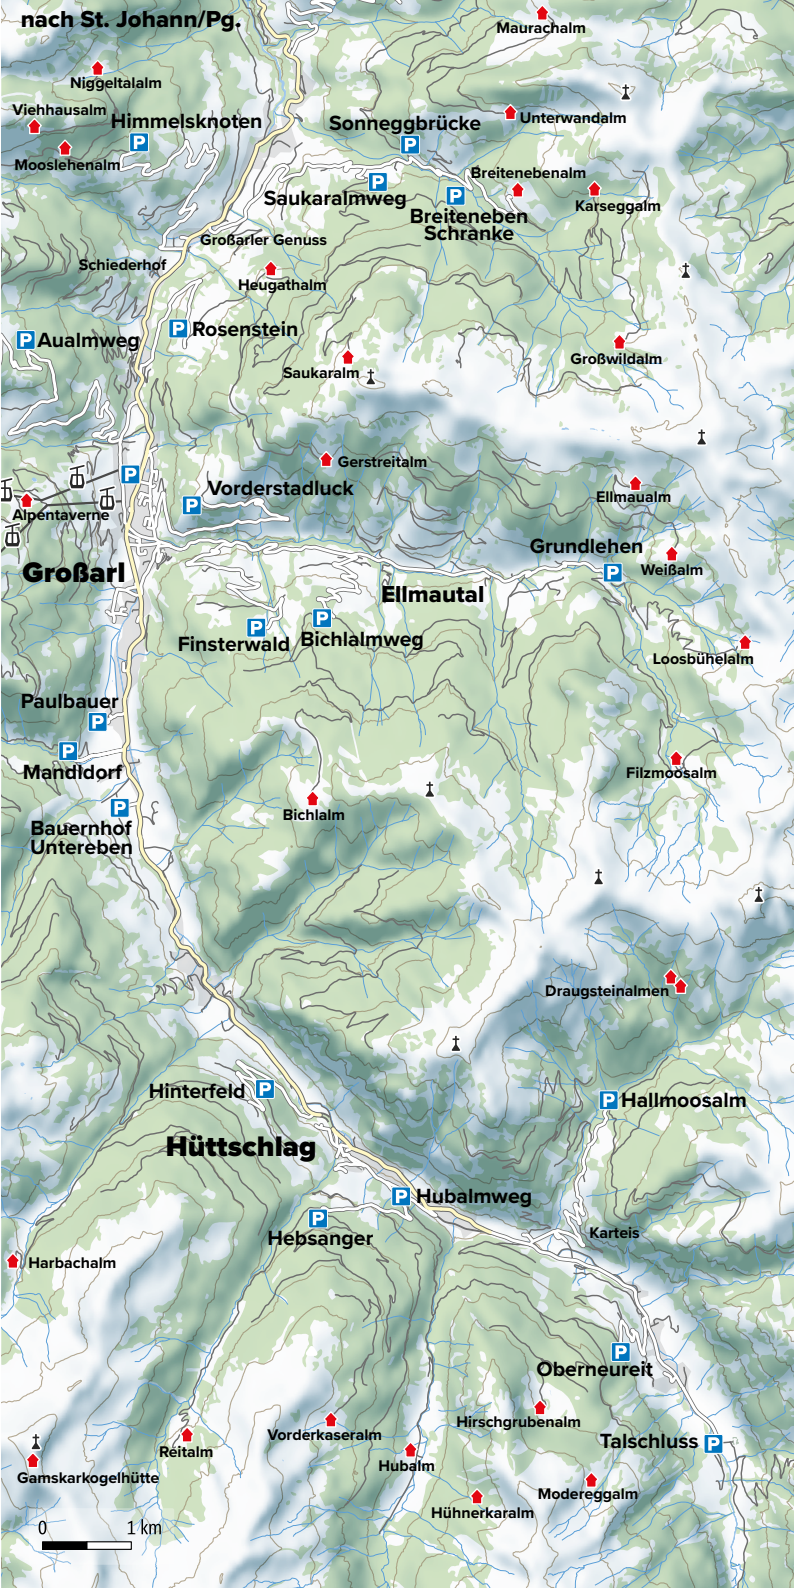 nach St. Johann/Pg.
Maurachalm
Niggeltalalm
Viehhausalm
Himmelsknoten
P
Mooslehenalm
Sonneggbrücke
P
Unterwandalm
Breitenebenalm
P
Saukaralmweg
P
Breiteneben
Schranke
Karseggalm
Großarler Genuss
Schiederhof
Heugathalm
P
Rosenstein
P
Aualmweg
Saukaralm
Großwildalm
P
Gerstreitalm
Vorderstadluck
P
Ellmaualm
Alpentaverne
Großarl
Grundlehen
P
Weißalm
Ellmautal
P
Finsterwald
P
Bichlalmweg
Loosbühelalm
Paulbauer
P
P
Mandldorf
Filzmoosalm
P
Bauernhof
Untereben
Bichlalm
Draugsteinalmen
Hinterfeld
P
P
Hallmoosalm
Hüttschlag
P
Hubalmweg
P
Hebsanger
Karteis
Harbachalm
P
Oberneureit
Hirschgrubenalm
Vorderkaseralm
Reitalm
Hubalm
Talschluss
P
Gamskarkogelhütte
Modereggalm
Hühnerkaralm
0
1 km